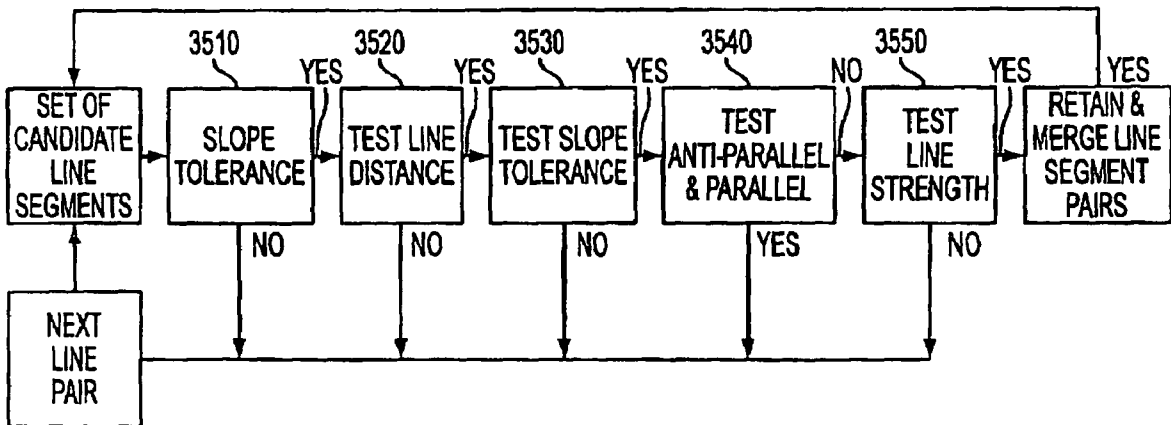 3510
3520
3530
3540
3550
YES
YES
YES
NO
YES
YES
SET OF
CANDIDATE
LINE
SEGMENTS
SLOPE
TOLERANCE
TEST LINE
DISTANCE
TEST SLOPE
TOLERANCE
TEST
ANTI-PARALLEL
& PARALLEL
TEST
LINE
STRENGTH
RETAIN &
MERGE LINE
SEGMENT
PAIRS
NO
NO
NO
YES
NO
NEXT
LINE
PAIR